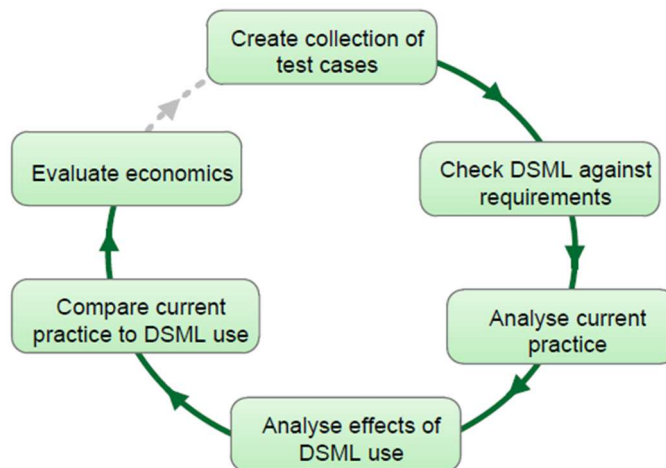 Create collection of
test cases
Check DSML against
requirements
Analyse current
practice
Analyse effects of
DSML use
Compare current
practice to DSML use
Evaluate economics